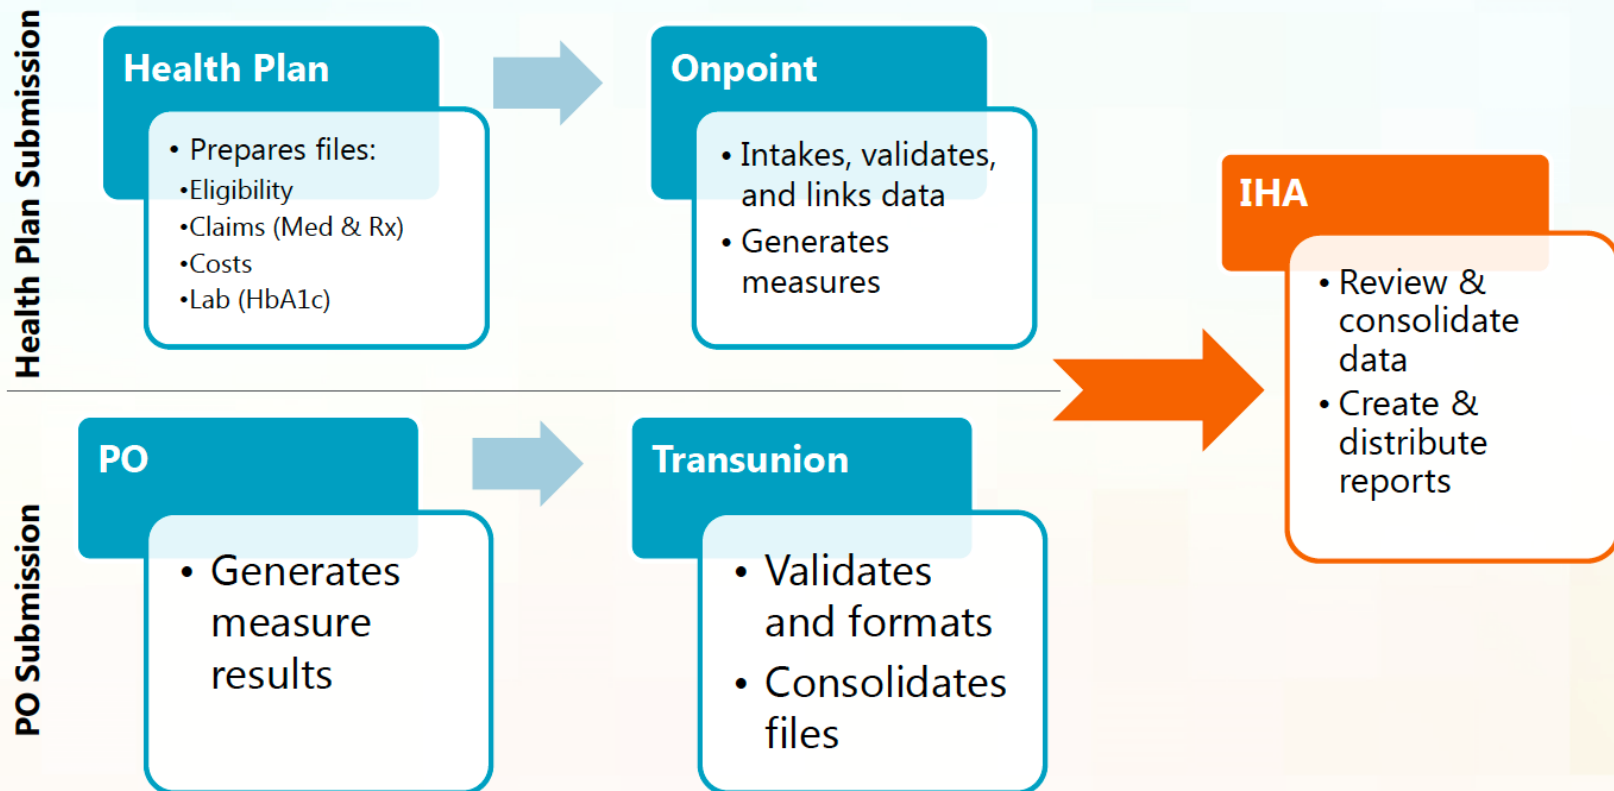 Health Plan Submission
Health Plan
• Prepares files:
•Eligibility
•Claims (Med & Rx)
•Costs
•Lab (HbA1c)
Onpoint
• Intakes, validates,
and links data
• Generates
measures
PO Submission
PO
• Generates
measure
results
Transunion
• Validates
and formats
• Consolidates
files
IHA
• Review &
consolidate
data
• Create &
distribute
reports